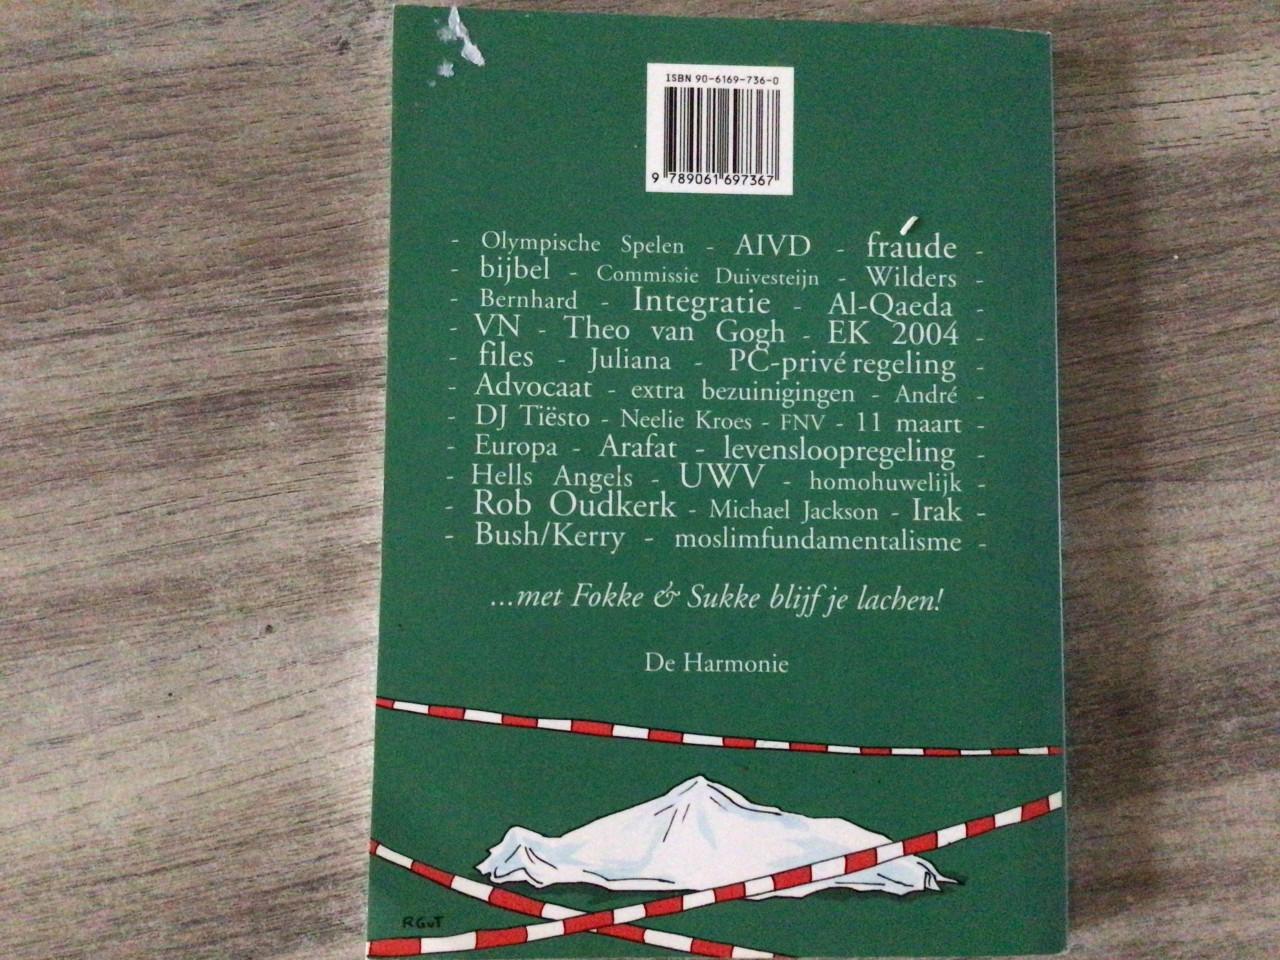 ISBN 90-6169-736-0
9 789061 697367
- Olympische Spelen - AIVD - fraude -
- bijbel - Commissie Duivesteijn - Wilders -
- Bernhard - Integratie - Al-Qaeda -
- VN - Theo van Gogh - EK 2004 -
- files - Juliana - PC-privé regeling -
- Advocaat - extra bezuinigingen - André -
- DJ Tiësto - Neelie Kroes - FNV - 11 maart -
- Europa - Arafat - levensloopregeling -
- Hells Angels - UWV - homohuwelijk -
- Rob Oudkerk - Michael Jackson - Irak -
- Bush/Kerry - moslimfundamentalisme -
...met Fokke & Sukke blijf je lachen!
De Harmonie
RGvT